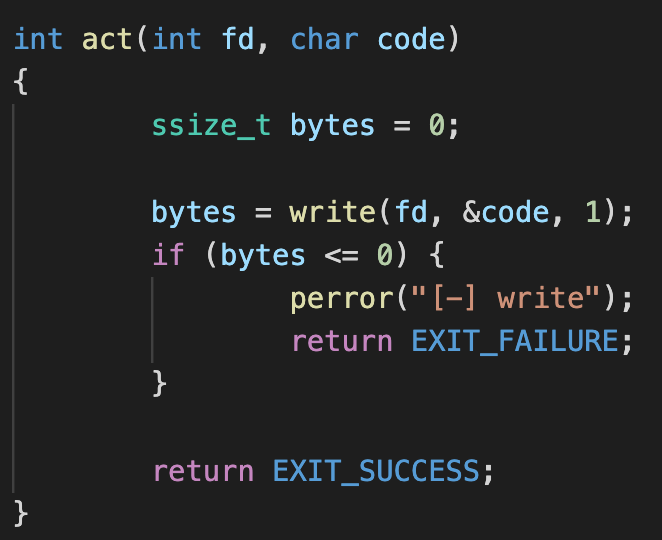 int act(int fd, char code)
{
ssize_t bytes = 0;
bytes = write(fd, &code, 1);
if (bytes <= 0) {
perror("[-] write");
return EXIT_FAILURE;
}
return EXIT_SUCCESS;
}